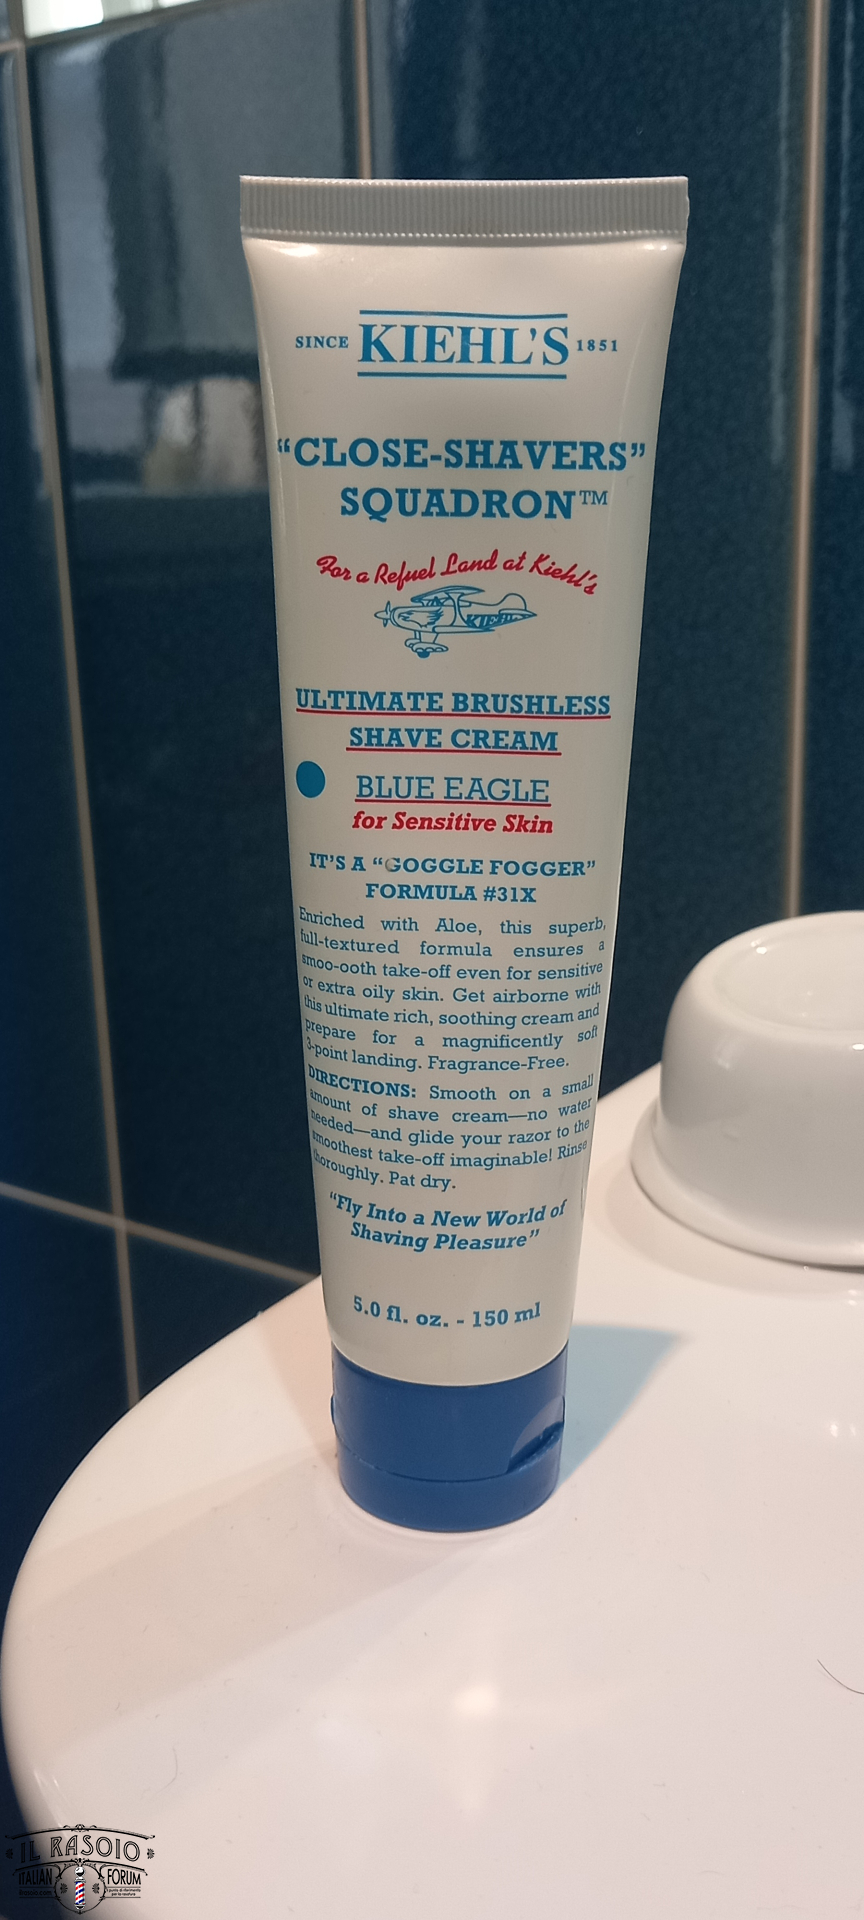 SINCE KIEHL'S 1851
“CLOSE-SHAVERS”
SQUADRON™
For a Refuel Land at Kiehl's
KIEHL'S
ULTIMATE BRUSHLESS
SHAVE CREAM
BLUE EAGLE
for Sensitive Skin
IT'S A “GOGGLE FOGGER”
FORMULA #31X
Enriched with Aloe, this superb,
full-textured formula ensures a
smoo-ooth take-off even for sensitive
or extra oily skin. Get airborne with
this ultimate rich, soothing cream and
prepare for a magnificently soft
3-point landing. Fragrance-Free.
DIRECTIONS: Smooth on a small
amount of shave cream—no water
needed—and glide your razor to the
smoothest take-off imaginable! Rinse
thoroughly. Pat dry.
“Fly Into a New World of
Shaving Pleasure”
5.0 fl. oz. - 150 ml
IL RASOIO
ITALIAN FORUM